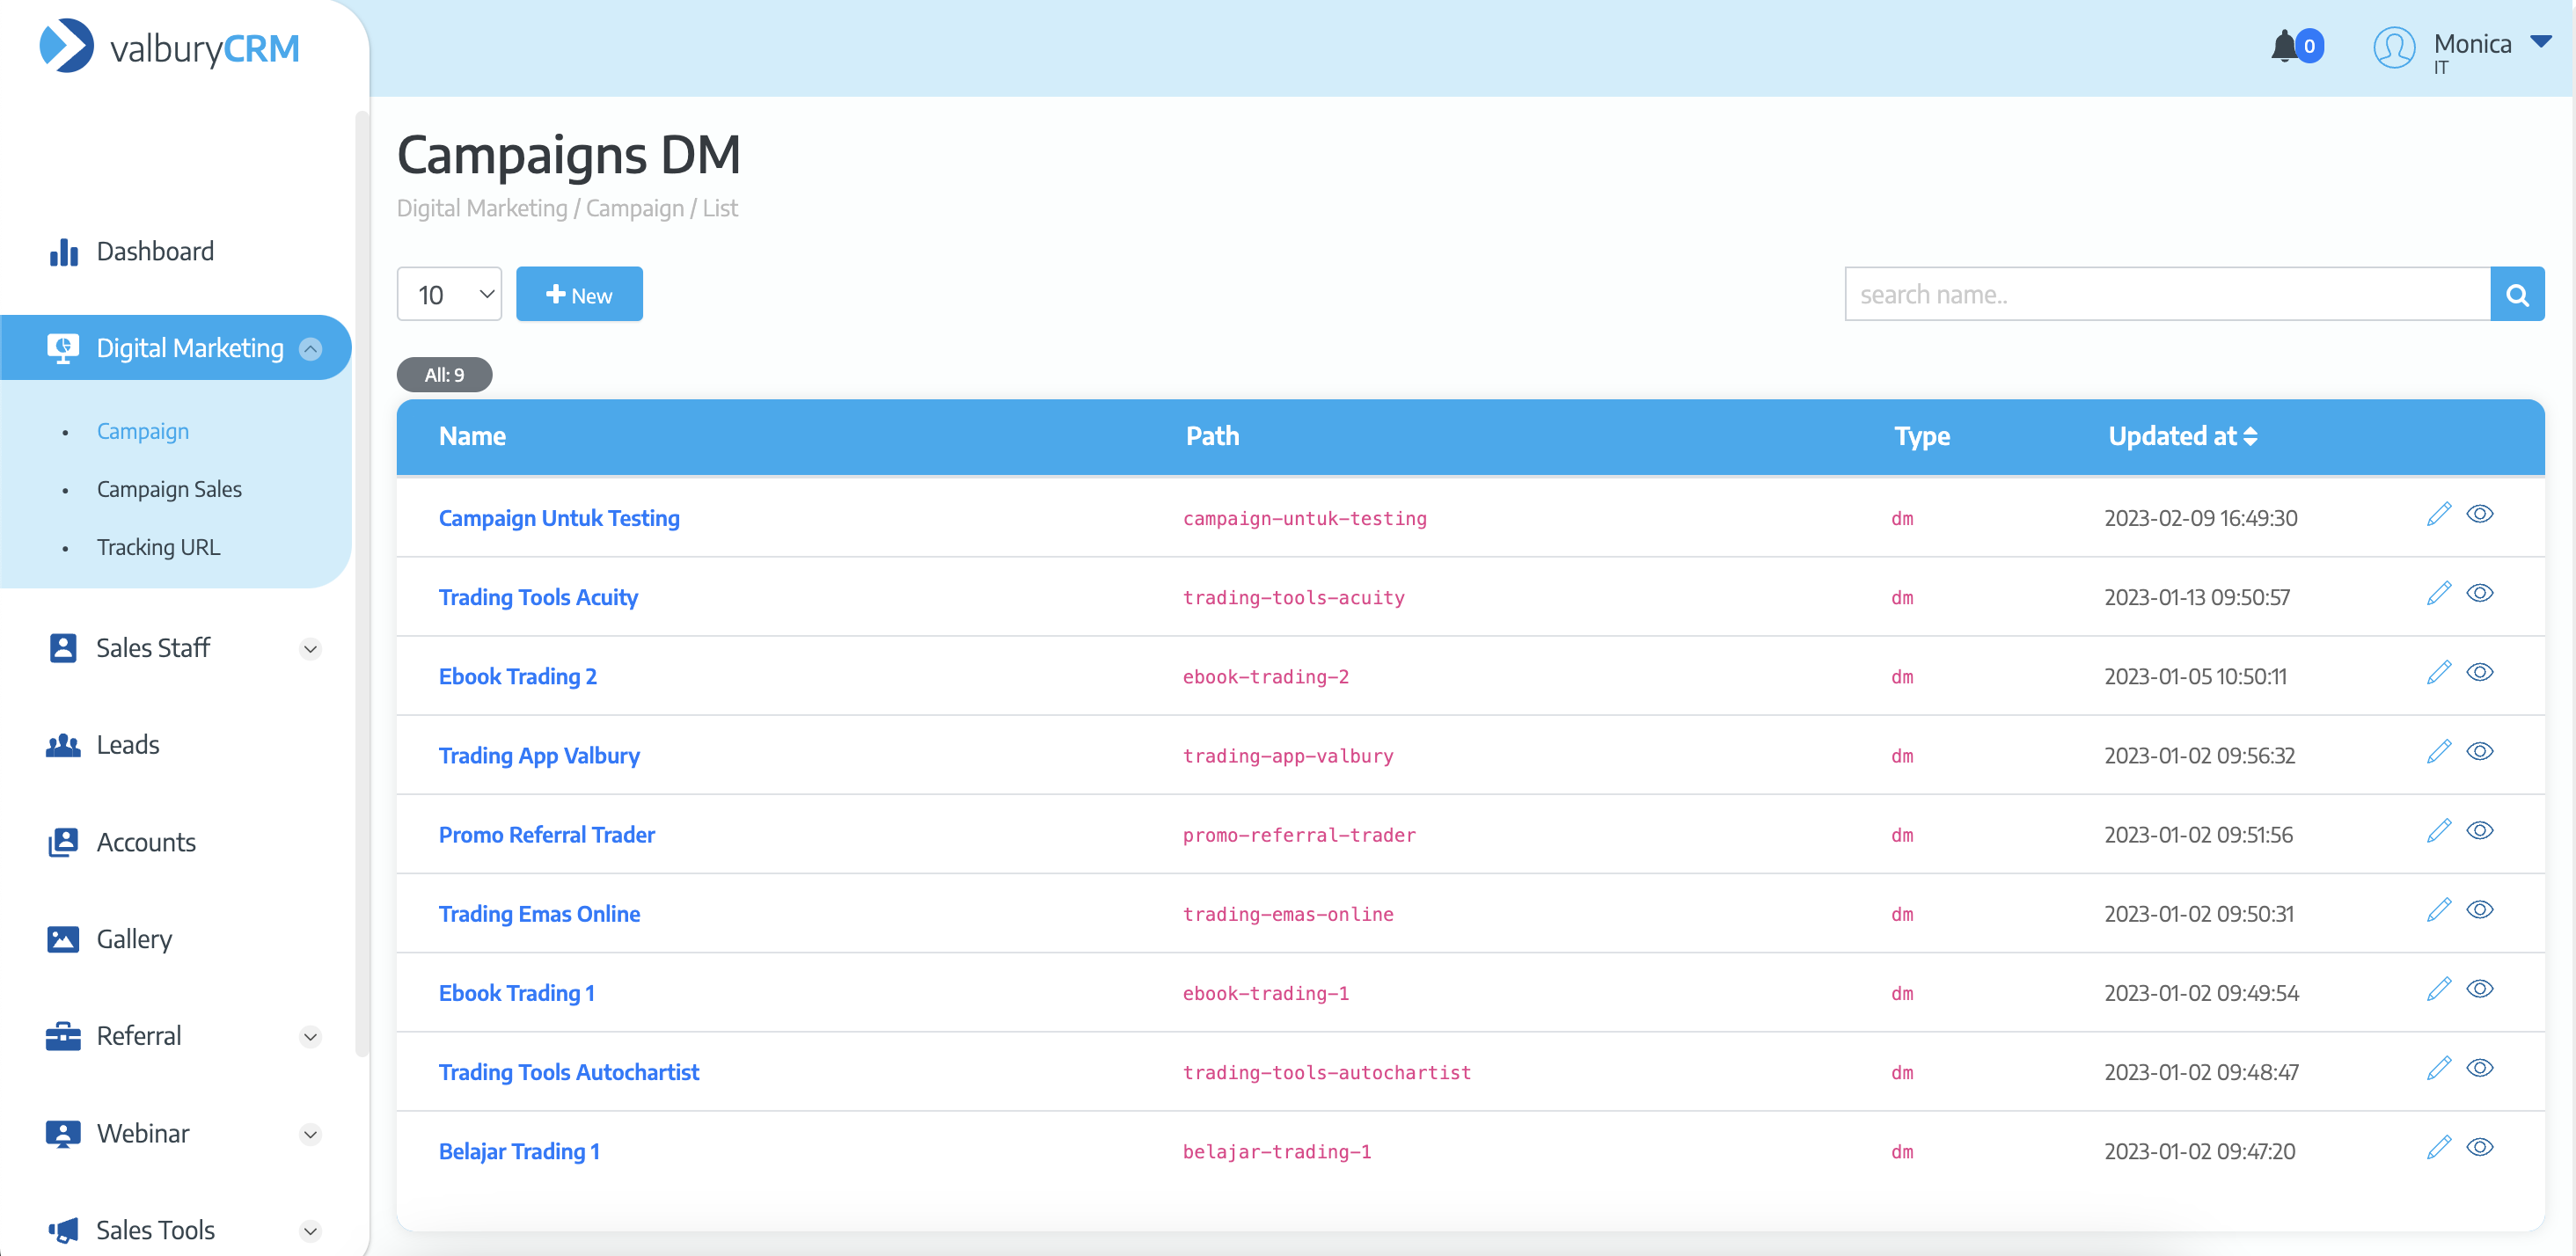 valburyCRM
0
Monica
IT
Dashboard
Digital Marketing
Campaign
Campaign Sales
Tracking URL
Sales Staff
Leads
Accounts
Gallery
Referral
Webinar
Sales Tools
Campaigns DM
Digital Marketing / Campaign / List
10
New
search name..
All: 9
Name Path Type Updated at
Campaign Untuk Testing campaign-untuk-testing dm 2023-02-09 16:49:30
Trading Tools Acuity trading-tools-acuity dm 2023-01-13 09:50:57
Ebook Trading 2 ebook-trading-2 dm 2023-01-05 10:50:11
Trading App Valbury trading-app-valbury dm 2023-01-02 09:56:32
Promo Referral Trader promo-referral-trader dm 2023-01-02 09:51:56
Trading Emas Online trading-emas-online dm 2023-01-02 09:50:31
Ebook Trading 1 ebook-trading-1 dm 2023-01-02 09:49:54
Trading Tools Autochartist trading-tools-autochartist dm 2023-01-02 09:48:47
Belajar Trading 1 belajar-trading-1 dm 2023-01-02 09:47:20